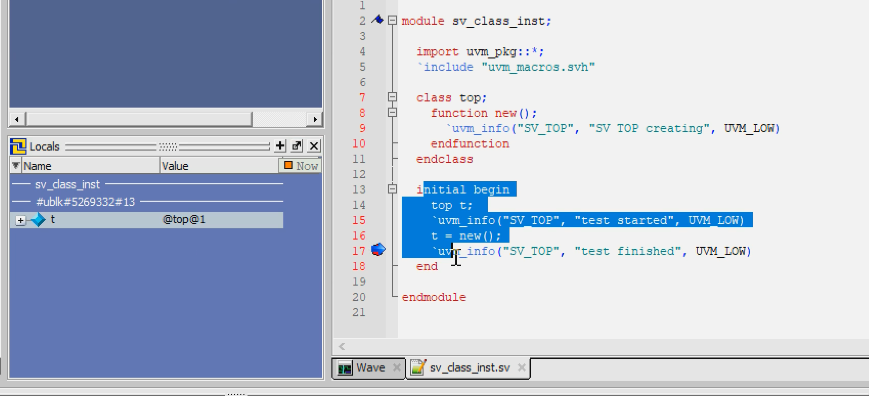 Locals
Name Value Now
sv_class_inst
#ublk#5269332#13
t @top@1
1
2 module sv_class_inst;
3
4 import uvm_pkg::*;
5 `include "uvm_macros.svh"
6
7 class top;
8 function new();
9 `uvm_info("SV_TOP", "SV TOP creating", UVM_LOW)
10 endfunction
11 endclass
12
13 initial begin
14 top t;
15 `uvm_info("SV_TOP", "test started", UVM_LOW)
16 t = new();
17 `uvm_info("SV_TOP", "test finished", UVM_LOW)
18 end
19
20 endmodule
21
Wave sv_class_inst.sv